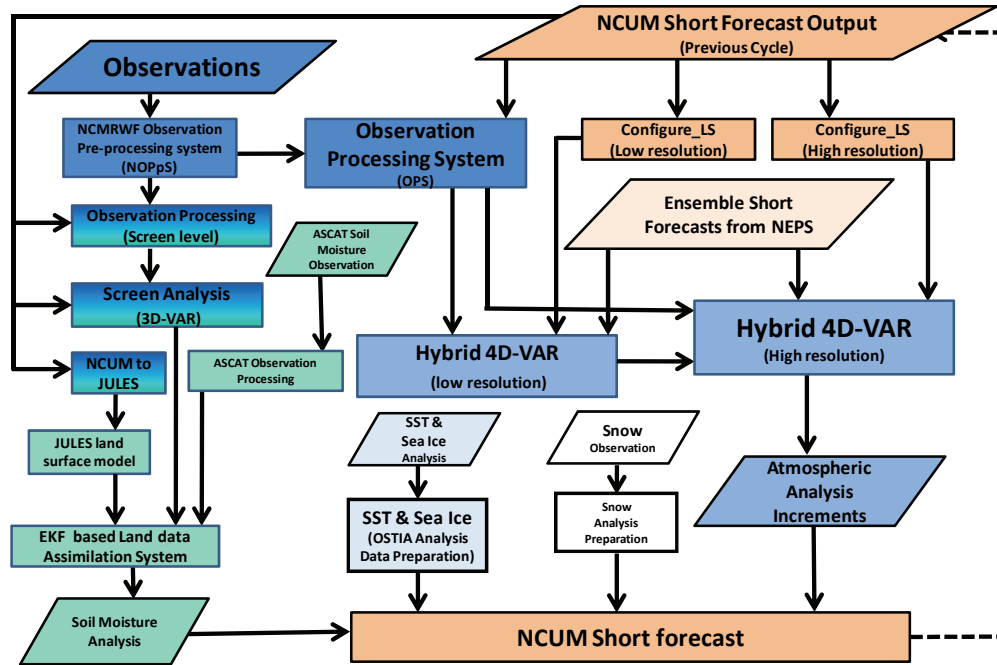 NCUM Short Forecast Output
(Previous Cycle)
Observations
NCMRWF Observation
Pre-processing system
(NOPpS)
Observation
Processing System
(OPS)
Configure_LS
(Low resolution)
Configure_LS
(High resolution)
Ensemble Short
Forecasts from NEPS
Observation Processing
(Screen level)
ASCAT Soil
Moisture
Observation
Screen Analysis
(3D-VAR)
Hybrid 4D-VAR
(low resolution)
Hybrid 4D-VAR
(High resolution)
NCUM to
JULES
ASCAT Observation
Processing
JULES land
surface model
SST &
Sea Ice
Analysis
Snow
Observation
Atmospheric
Analysis
Increments
EKF based Land data
Assimilation System
SST & Sea Ice
(OSTIA Analysis
Data Preparation)
Snow
Analysis
Preparation
Soil Moisture
Analysis
NCUM Short forecast